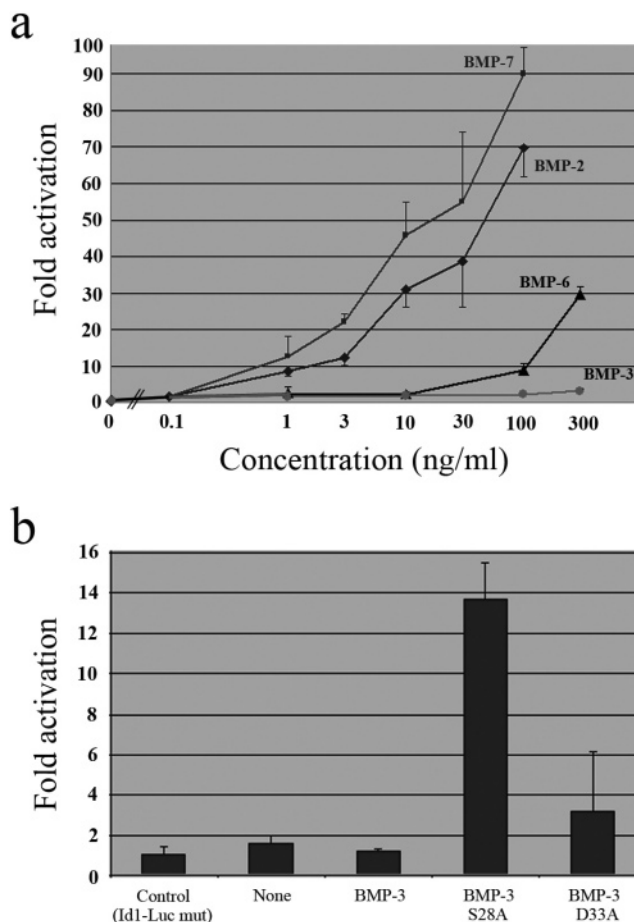 a
100
90
80
70
60
50
40
30
20
10
0
Fold activation
BMP-7
BMP-2
BMP-6
BMP-3
0 0.1 1 3 10 30 100 300
Concentration (ng/ml)
b
16
14
12
10
8
6
4
2
0
Fold activation
Control None BMP-3 BMP-3 BMP-3
(Id1-Luc mut) S28A D33A